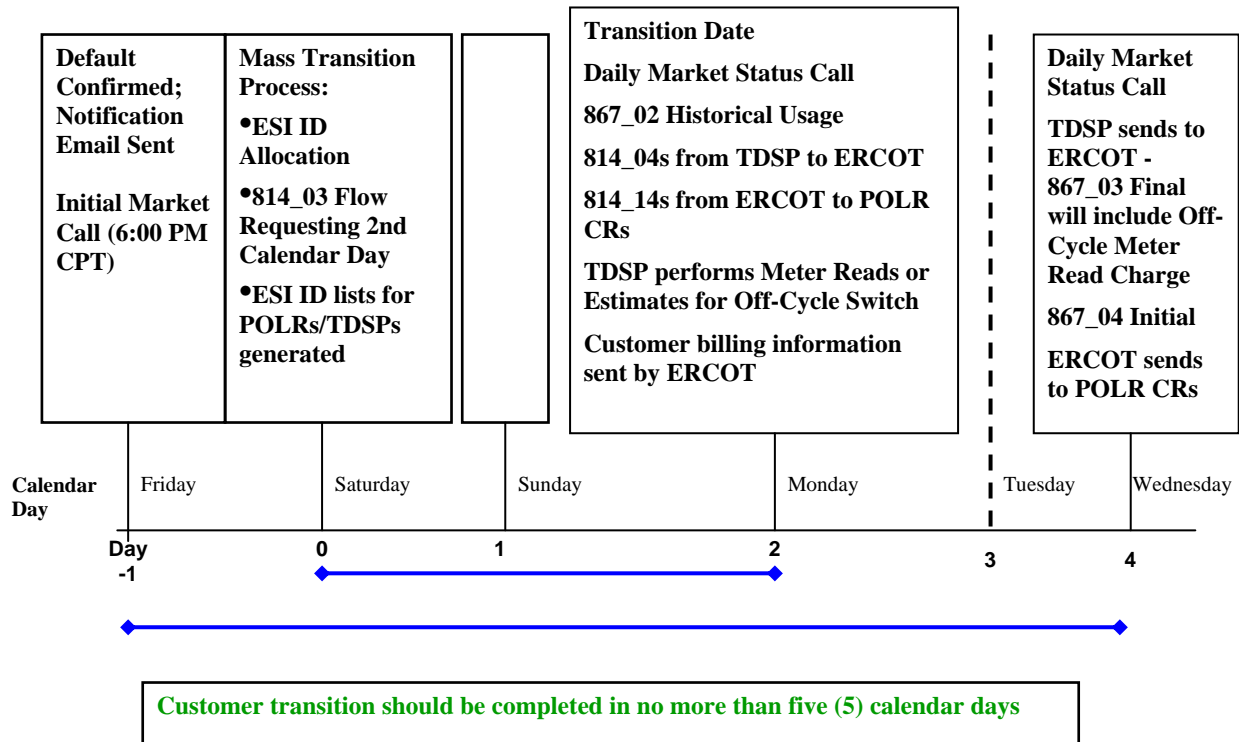 Default
Confirmed;
Notification
Email Sent
Initial Market
Call (6:00 PM
CPT)
Mass Transition
Process:
•ESI ID
Allocation
•814_03 Flow
Requesting 2nd
Calendar Day
•ESI ID lists for
POLRs/TDSPs
generated
Transition Date
Daily Market Status Call
867_02 Historical Usage
814_04s from TDSP to ERCOT
814_14s from ERCOT to POLR
CRs
TDSP performs Meter Reads or
Estimates for Off-Cycle Switch
Customer billing information
sent by ERCOT
Daily Market
Status Call
TDSP sends to
ERCOT -
867_03 Final
will include Off-
Cycle Meter
Read Charge
867_04 Initial
ERCOT sends
to POLR CRs
Calendar
Day
Friday
Saturday
Sunday
Monday
Tuesday
Wednesday
Day
-1
0
1
2
3
4
Customer transition should be completed in no more than five (5) calendar days